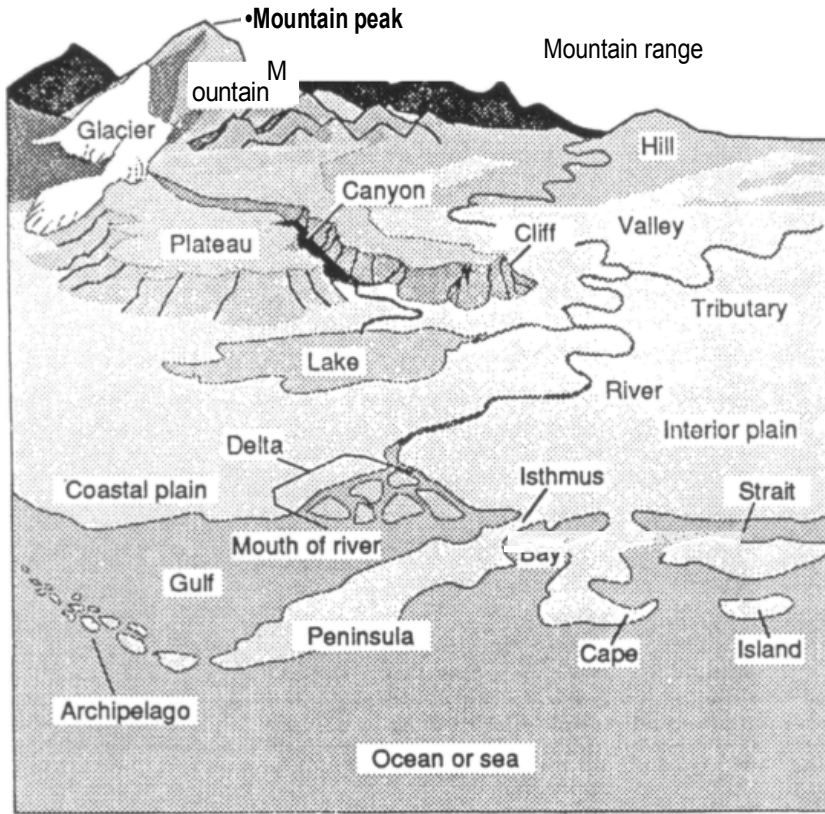 •Mountain peak
Mountain range
M
ountain
Glacier
Hill
Canyon
Plateau
Cliff
Valley
Tributary
Lake
River
Delta
Interior plain
Coastal plain
Isthmus
Strait
Mouth of river
Bay
Gulf
Peninsula
Cape
Island
Archipelago
Ocean or sea